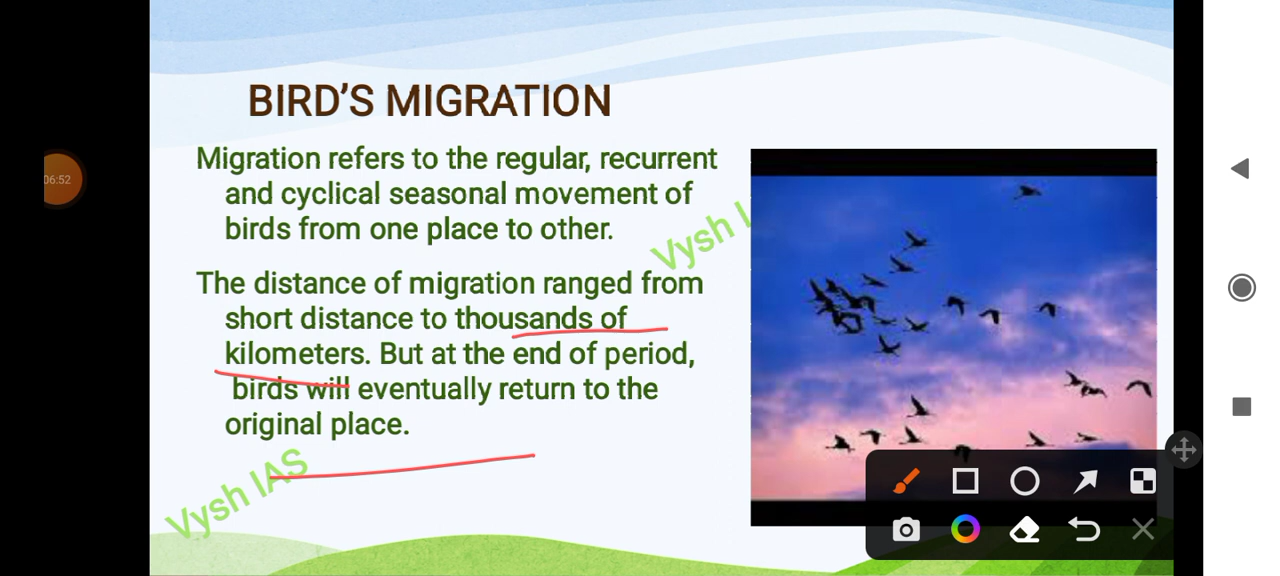 BIRD'S MIGRATION
Migration refers to the regular, recurrent
and cyclical seasonal movement of
birds from one place to other.
Vysh I
The distance of migration ranged from
short distance to thousands of
kilometers. But at the end of period,
birds will eventually return to the
original place.
Vysh IAS
06:52